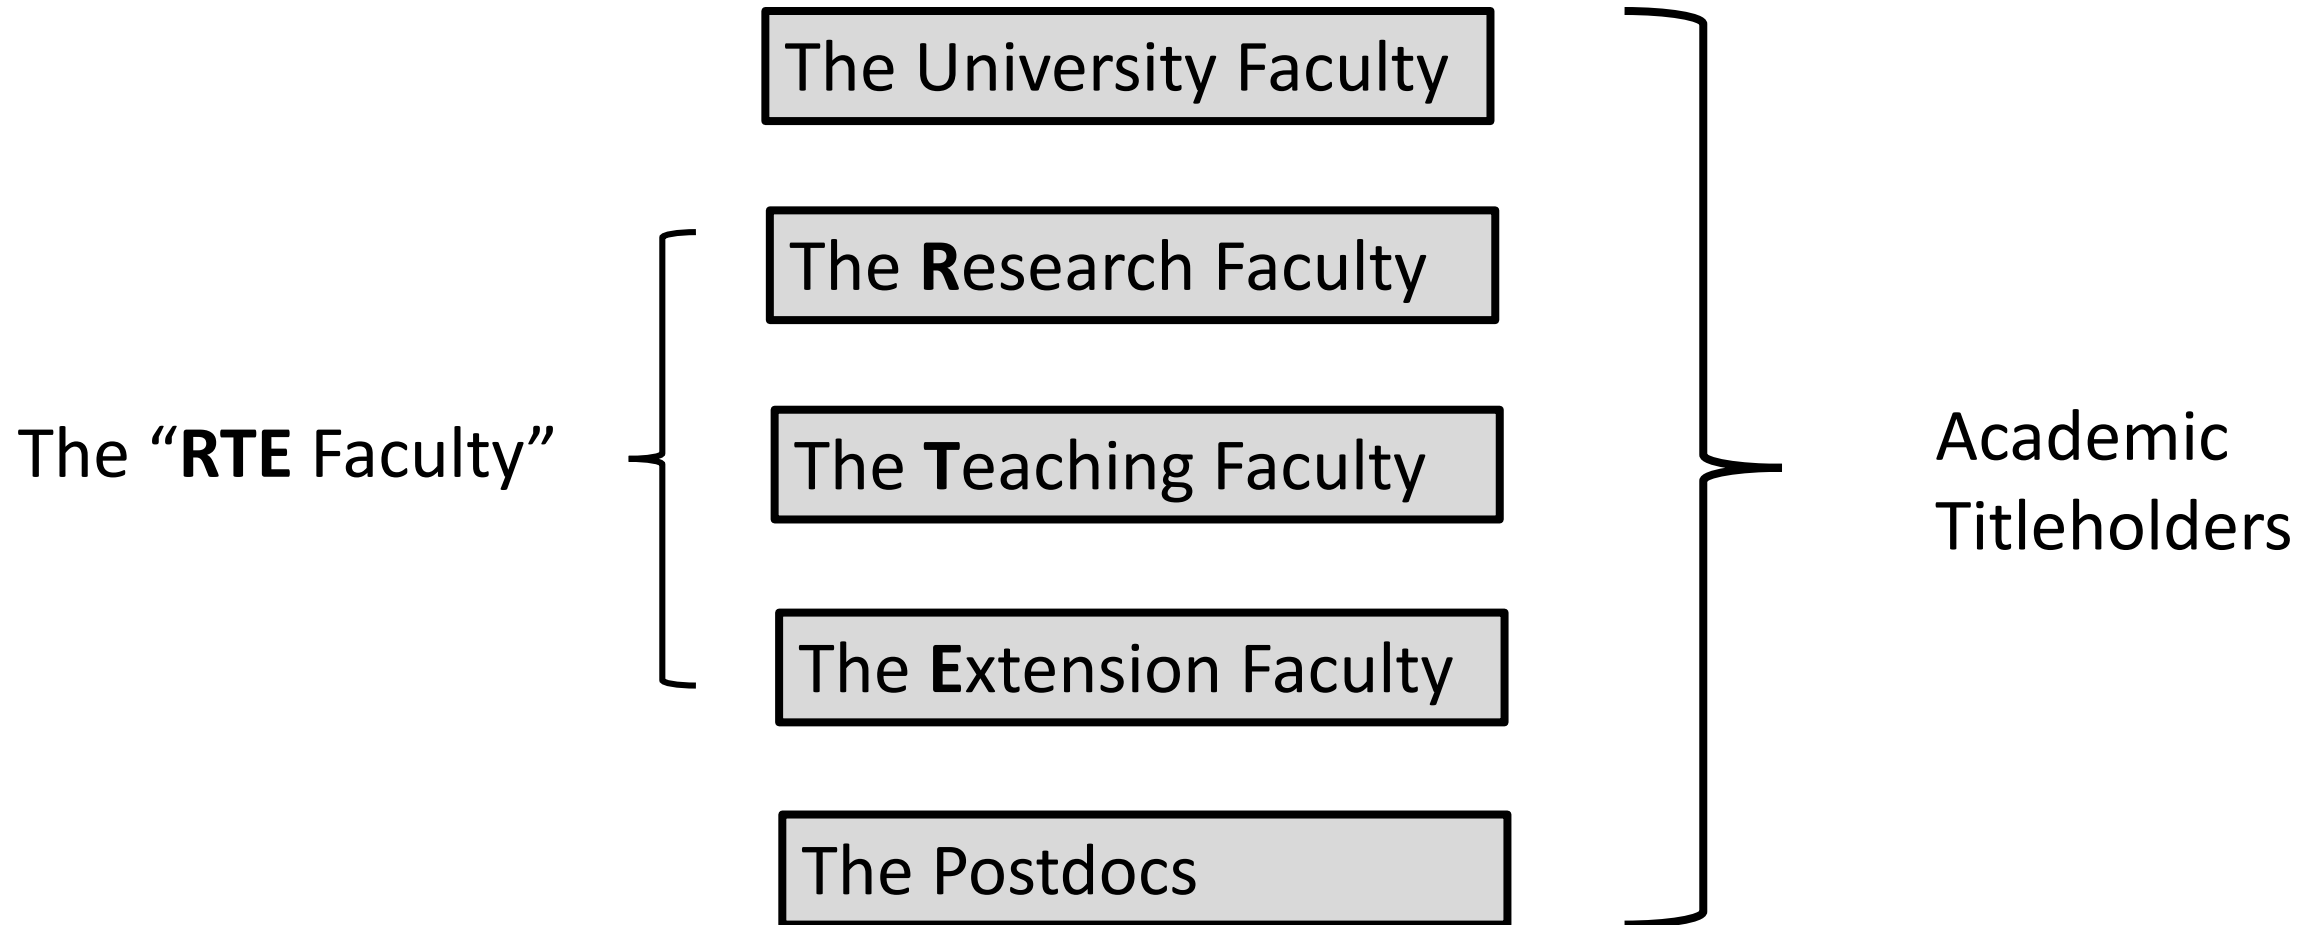 The University Faculty
The Research Faculty
The “RTE Faculty”
The Teaching Faculty
Academic
Titleholders
The Extension Faculty
The Postdocs